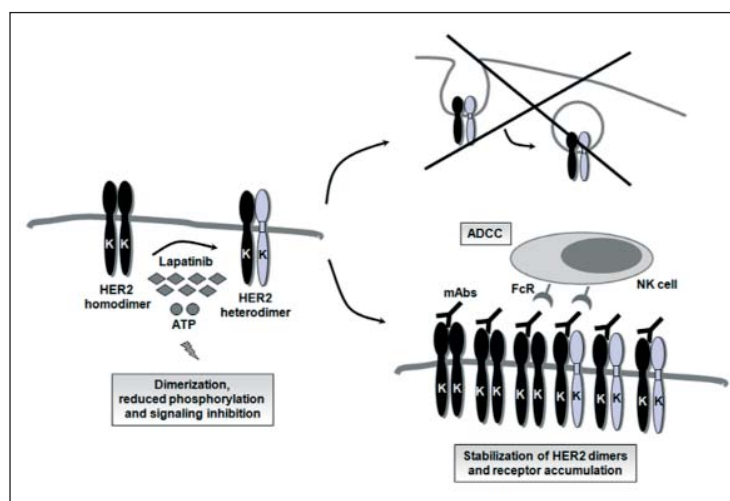 K K
K K
Lapatinib
HER2
homodimer
HER2
heterodimer
ATP
Dimerization,
reduced phosphorylation
and signaling inhibition
ADCC
FcR
NK cell
mAbs
K K K K K K K K K K K K
Stabilization of HER2 dimers
and receptor accumulation